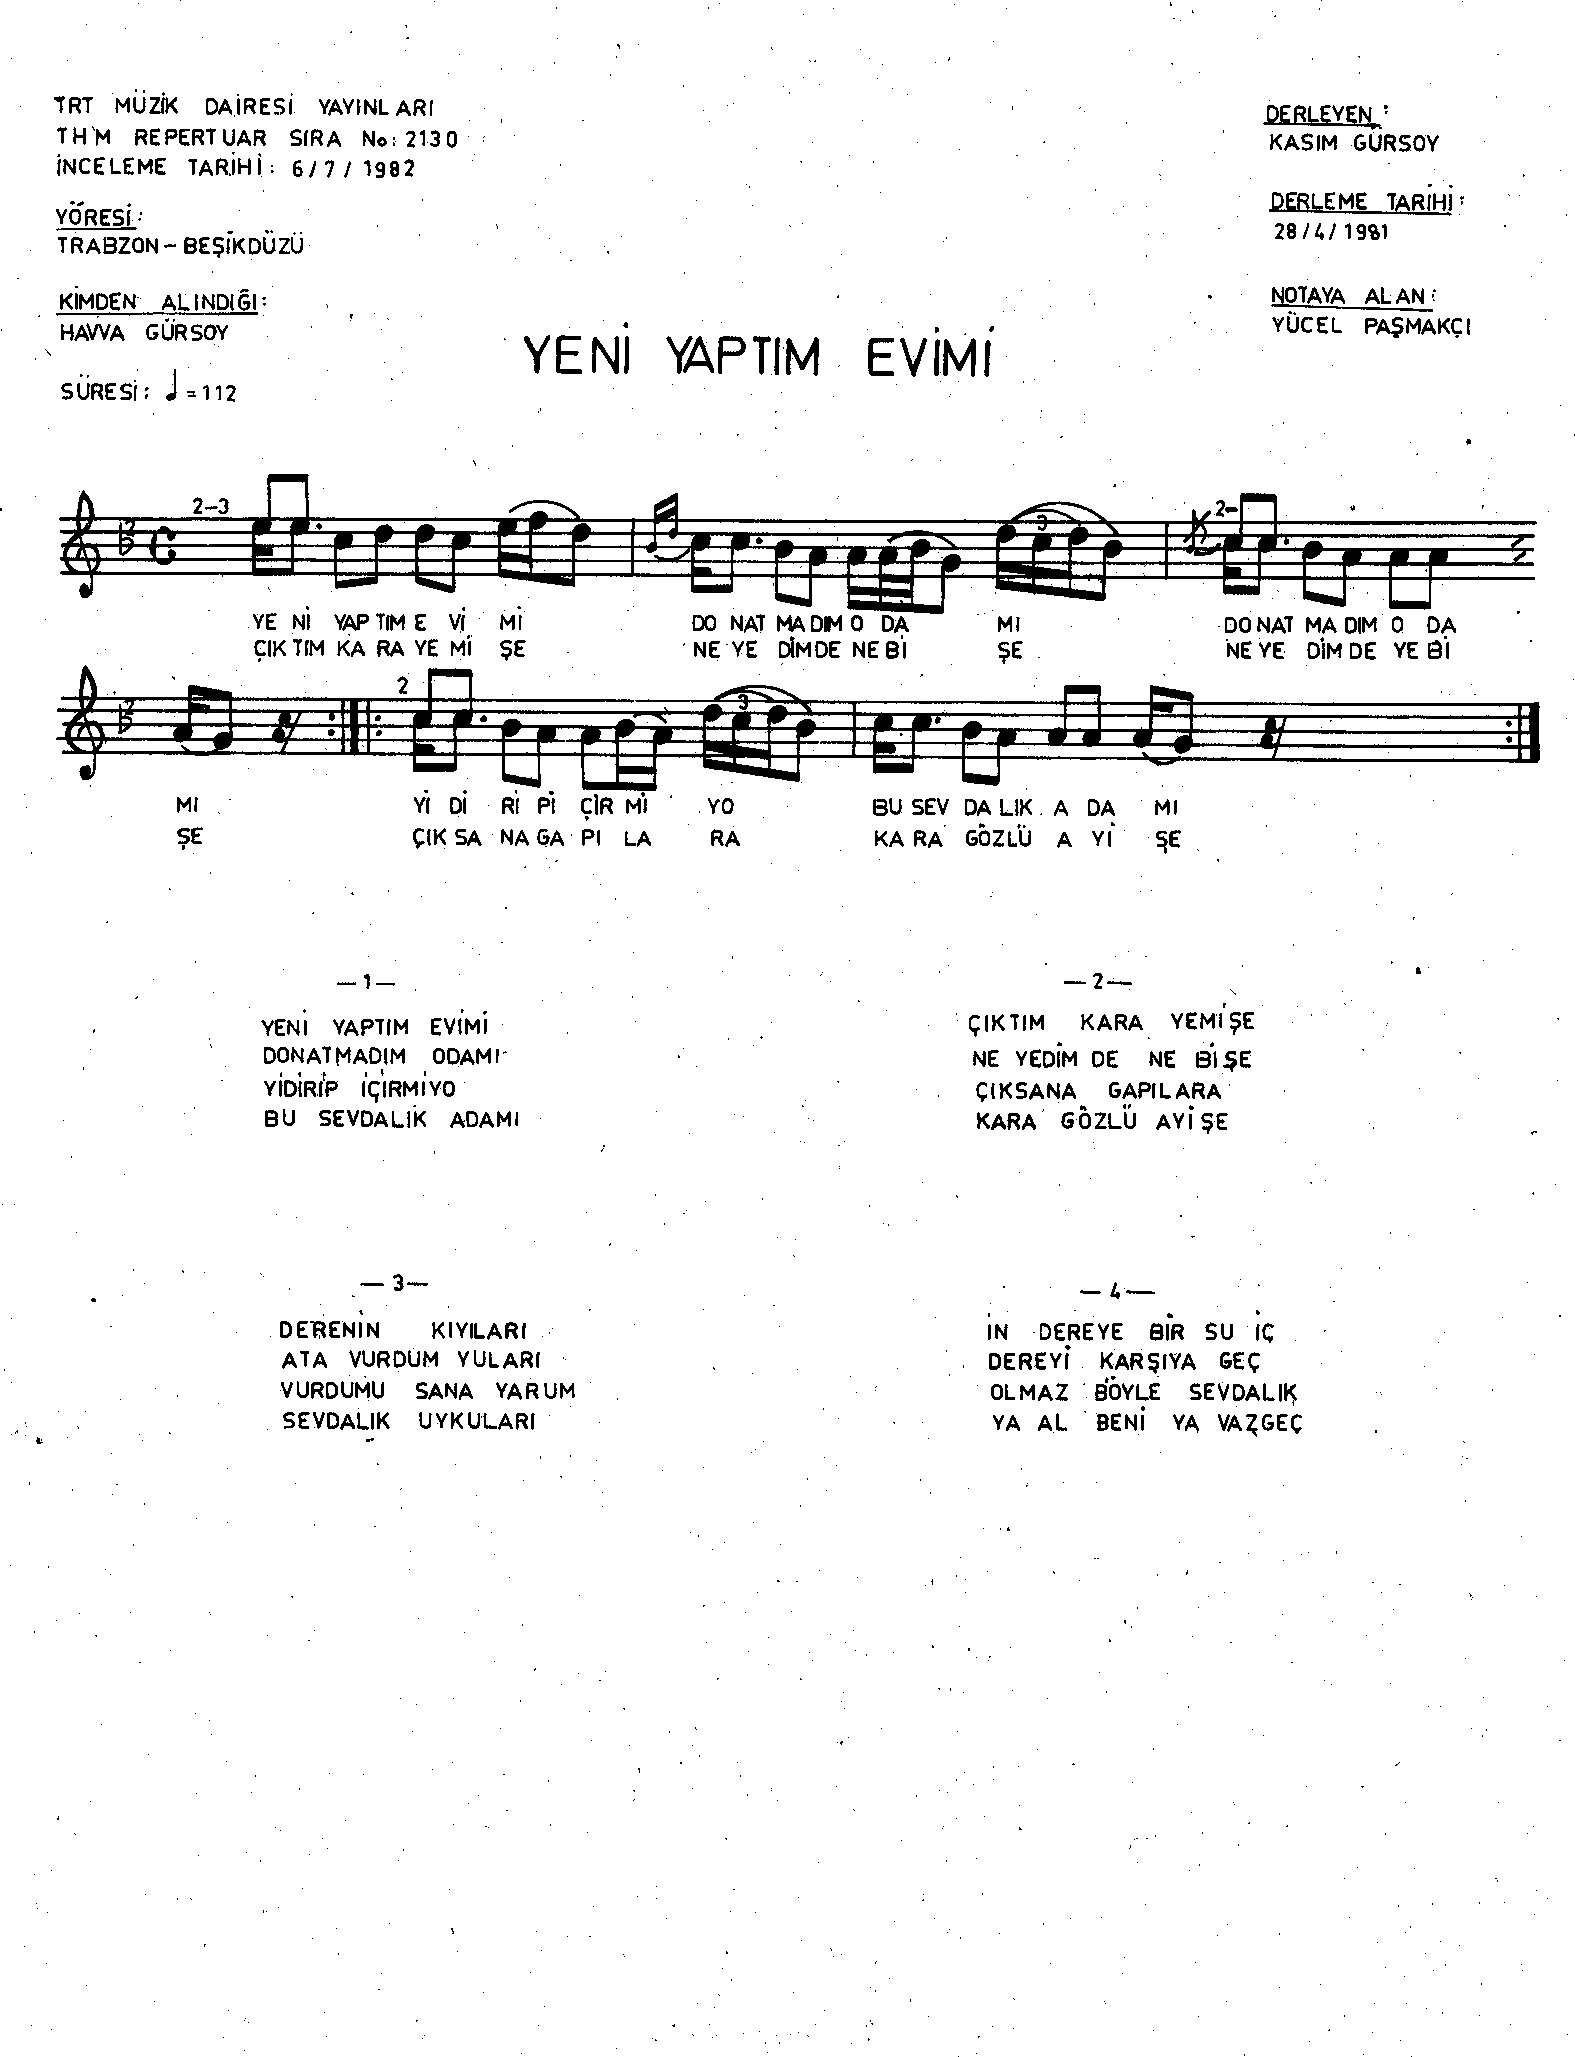 TRT MÜZİK DAİRESİ YAYINLARI
THM REPERTUAR SIRA No: 2130
İNCELEME TARİHİ: 6/7/1982
YÖRESİ:
TRABZON-BEŞİKDÜZÜ
KİMDEN ALINDIĞI:
HAVVA GÜRSOY
SÜRESİ: ♩=112
DERLEYEN:
KASIM GÜRSOY
DERLEME TARİHİ:
28/4/1981
NOTAYA ALAN:
YÜCEL PAŞMAKÇI
YENİ YAPTIM EVİMİ
2-3 3 2-
YE Nİ YAP TIM E Vİ Mİ DO NAT MA DIM O DA MI DO NAT MA DIM O DA
ÇIK TIM KA RA YE Mİ ŞE NE YE DİM DE NE Bİ ŞE NE YE DİM DE YE Bİ
2 3
MI Yİ Dİ Rİ Pİ ÇİR Mİ YO BU SEV DA LIK A DA MI
ŞE ÇIK SA NA GA PI LA RA KA RA GÖZLÜ A Yİ ŞE
—1—
YENİ YAPTIM EVİMİ
DONATMADIM ODAMI
YİDİRİP İÇİRMİYO
BU SEVDALIK ADAMI
—2—
ÇIKTIM KARA YEMİŞE
NE YEDİM DE NE BİŞE
ÇIKSANA GAPILARA
KARA GÖZLÜ AYİŞE
—3—
DERENİN KIYILARI
ATA VURDUM YULARI
VURDUMU SANA YARUM
SEVDALIK UYKULARI
—4—
İN DEREYE BİR SU İÇ
DEREYİ KARŞIYA GEÇ
OLMAZ BÖYLE SEVDALIK
YA AL BENİ YA VAZGEÇ